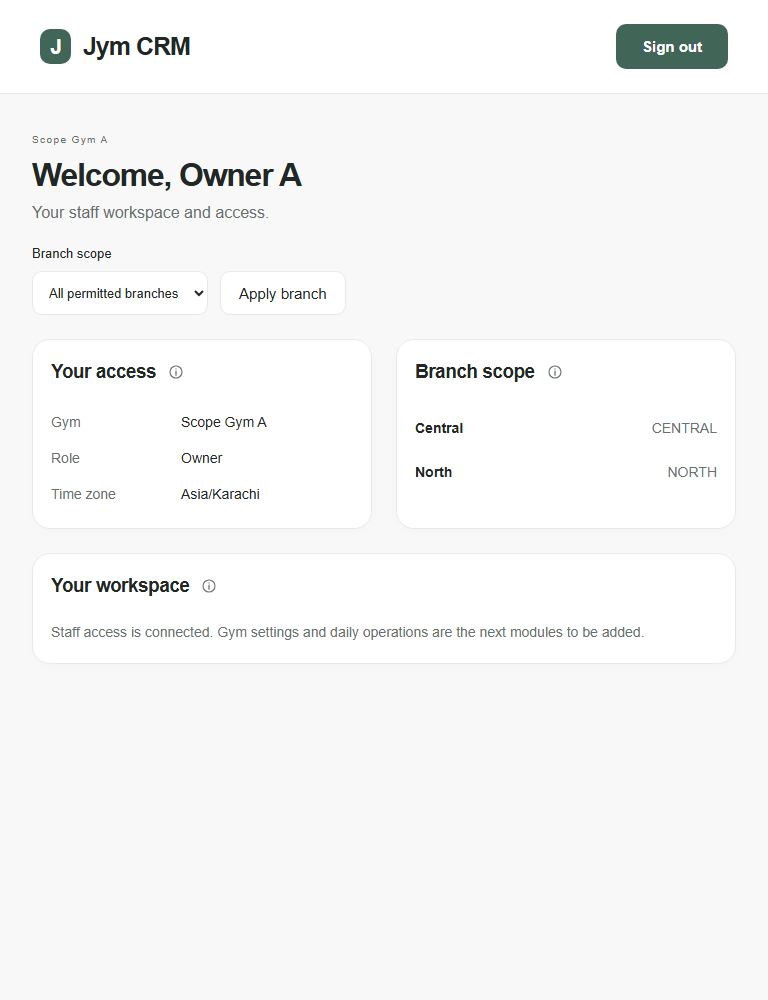 J Jym CRM
Sign out
Scope Gym A
Welcome, Owner A
Your staff workspace and access.
Branch scope
All permitted branches
Apply branch
Your access
Gym Scope Gym A
Role Owner
Time zone Asia/Karachi
Branch scope
Central CENTRAL
North NORTH
Your workspace
Staff access is connected. Gym settings and daily operations are the next modules to be added.